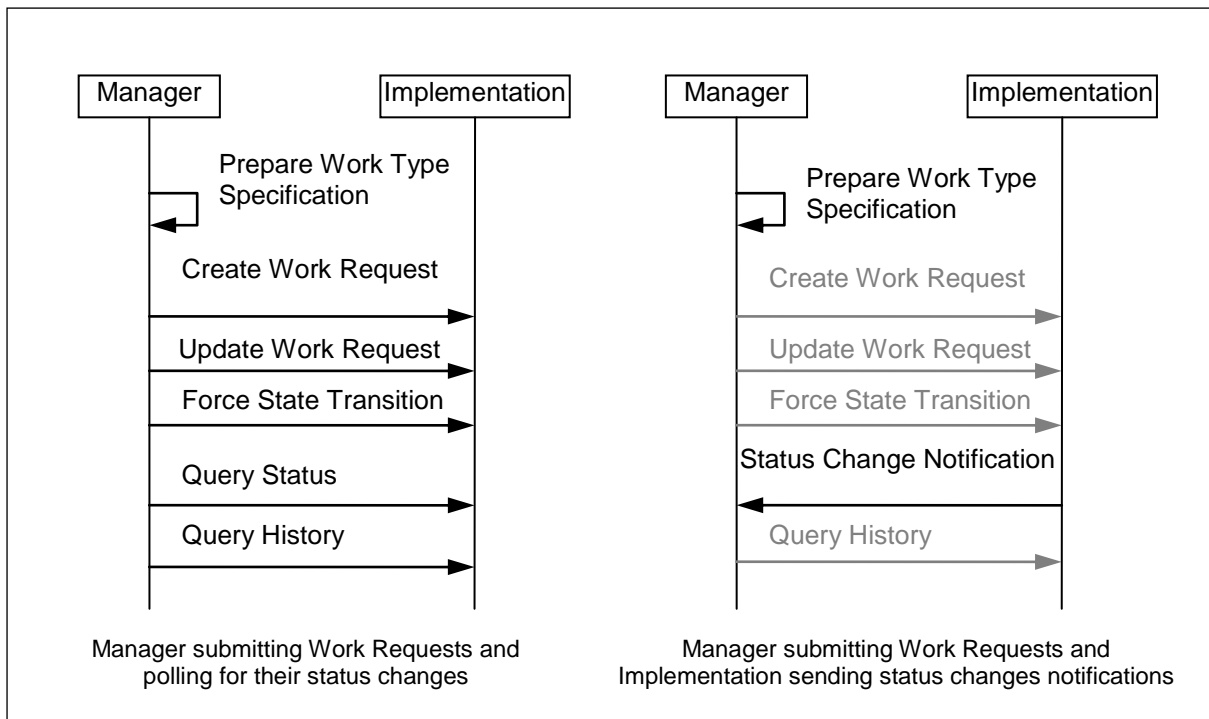 Manager
Implementation
Prepare Work Type
Specification
Create Work Request
Update Work Request
Force State Transition
Query Status
Query History
Manager submitting Work Requests and
polling for their status changes
Manager
Implementation
Prepare Work Type
Specification
Create Work Request
Update Work Request
Force State Transition
Status Change Notification
Query History
Manager submitting Work Requests and
Implementation sending status changes notifications